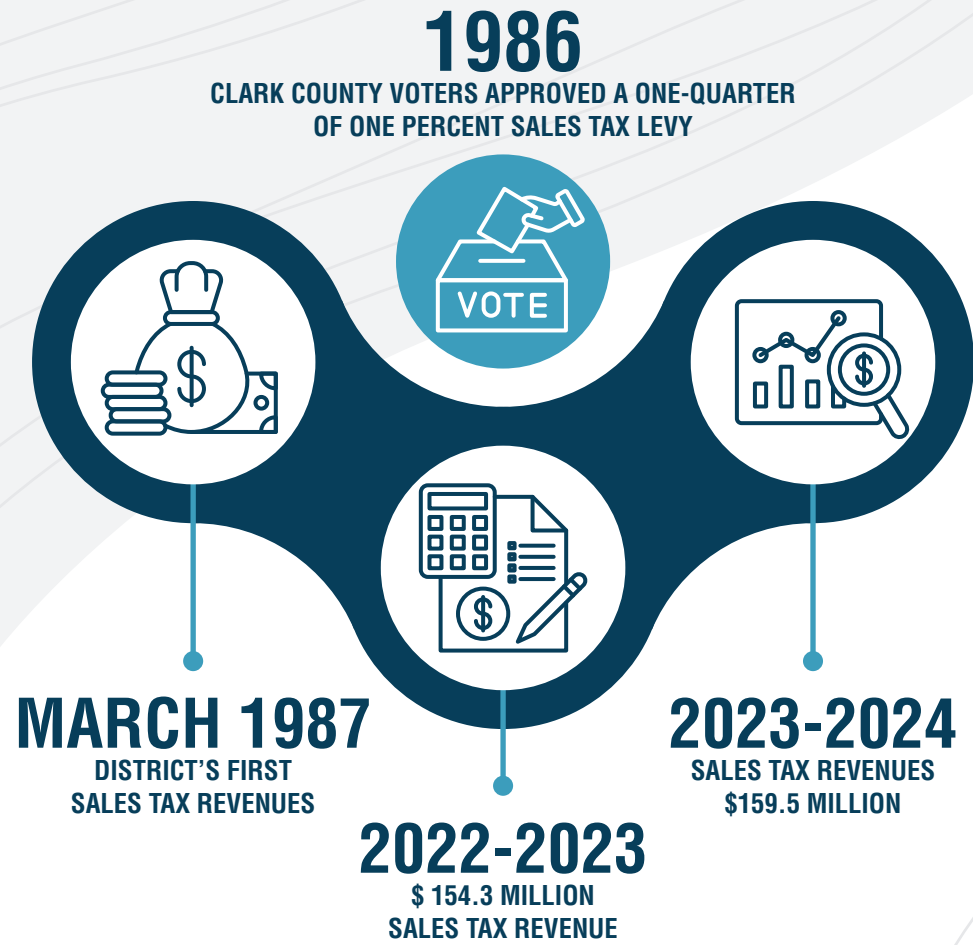 1986
CLARK COUNTY VOTERS APPROVED A ONE-QUARTER
OF ONE PERCENT SALES TAX LEVY
VOTE
$
$
$
MARCH 1987
DISTRICT'S FIRST
SALES TAX REVENUES
2022-2023
$ 154.3 MILLION
SALES TAX REVENUE
2023-2024
SALES TAX REVENUES
$159.5 MILLION